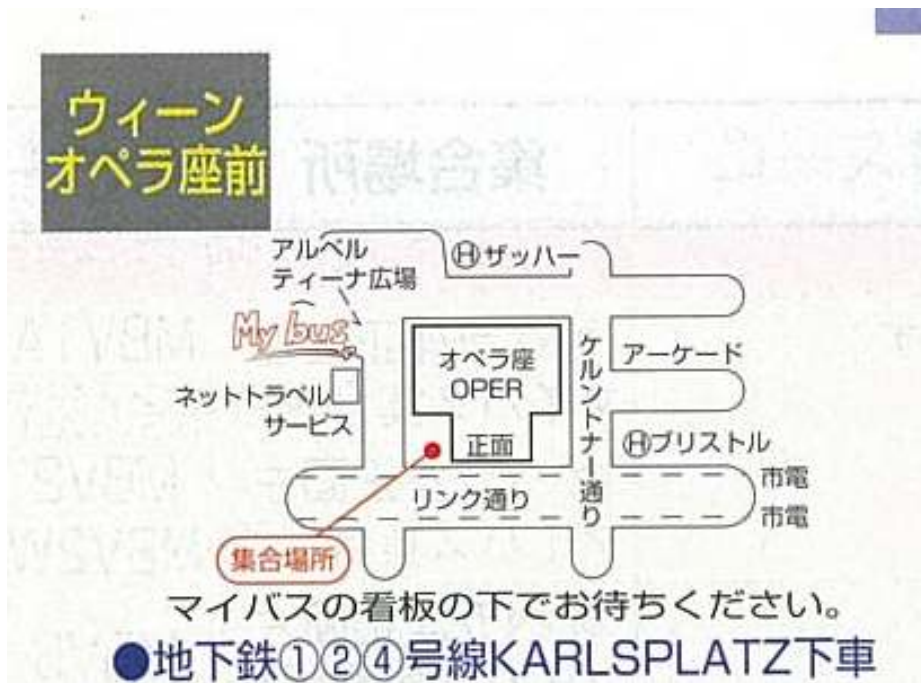 ウィーン
オペラ座前
集合場所
アルベル
ティーナ広場
Ⓗザッハー
My bus
オペラ座
OPER
正面
ケルントナー通り
アーケード
ネットトラベル
サービス
Ⓗブリストル
リンク通り
市電
市電
集合場所
マイバスの看板の下でお待ちください。
●地下鉄①②④号線KARLSPLATZ下車